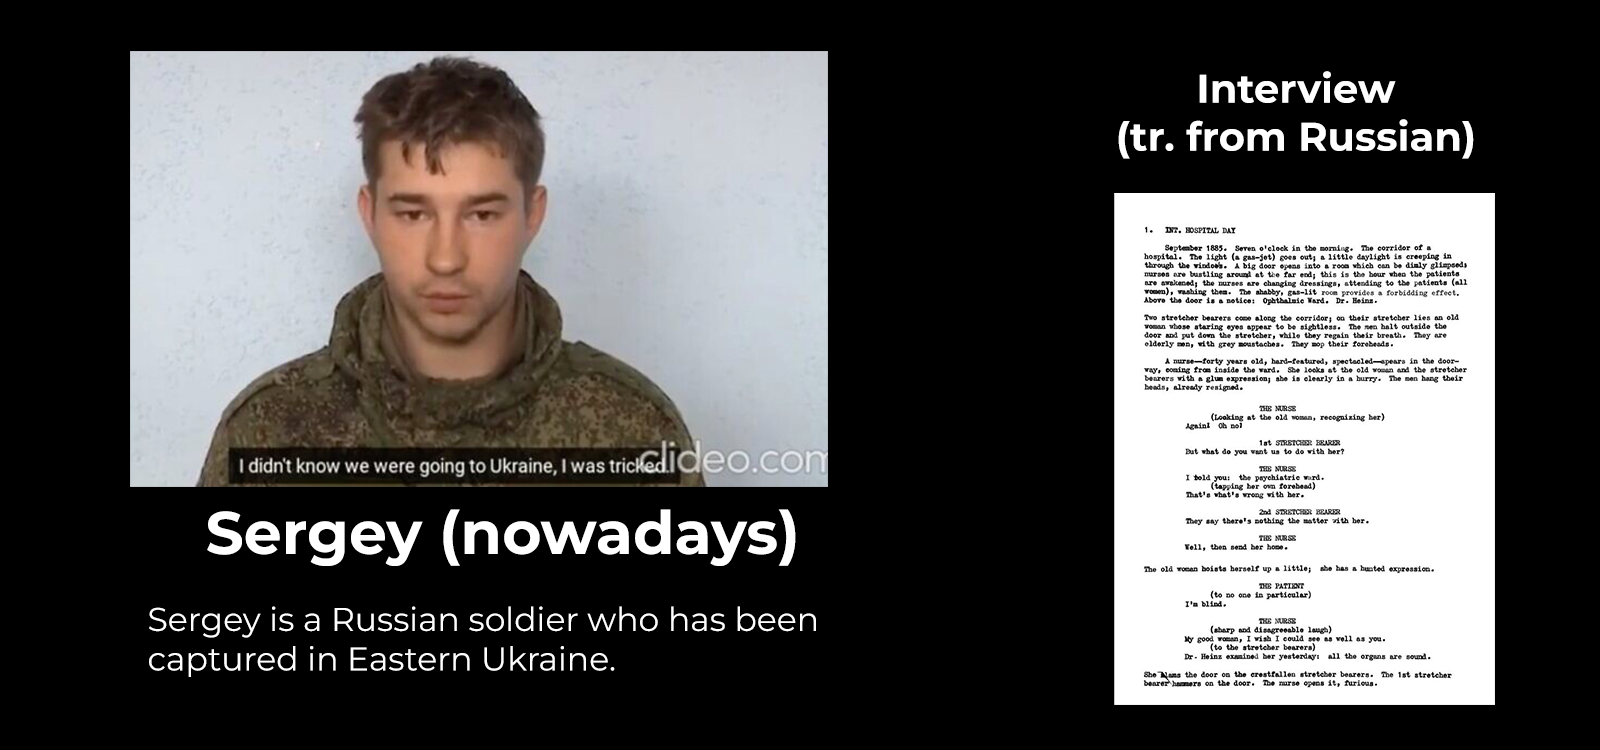 I didn't know we were going to Ukraine, I was tricked.
clideo.com
Sergey (nowadays)
Sergey is a Russian soldier who has been
captured in Eastern Ukraine.
Interview
(tr. from Russian)
1. INT. HOSPITAL DAY
September 1885. Seven o'clock in the morning. The corridor of a
hospital. The light (a gas-jet) goes out; a little daylight is creeping in
through the windows. A big door opens into a room which can be dimly glimpsed;
nurses are bustling around at the far end; this is the hour when the patients
are awakened; the nurses are changing dressings, attending to the patients (all
women), washing them. The shabby, gas-lit room provides a forbidding effect.
Above the door is a notice: Ophthalmic Ward. Dr. Heinz.
Two stretcher bearers come along the corridor; on their stretcher lies an old
woman whose staring eyes appear to be sightless. The men halt outside the
door and put down the stretcher, while they regain their breath. They are
elderly men, with grey moustaches. They mop their foreheads.
A nurse—forty years old, hard-featured, spectacled—apears in the door-
way, coming from inside the ward. She looks at the old woman and the stretcher
bearers with a glum expression; she is clearly in a hurry. The men hang their
heads, already resigned.
THE NURSE
(Looking at the old woman, recognizing her)
Again! Oh no!
1st STRETCHER BEARER
But what do you want us to do with her?
THE NURSE
I told you: the psychiatric ward.
(tapping her own forehead)
That's what's wrong with her.
2nd STRETCHER BEARER
They say there's nothing the matter with her.
THE NURSE
Well, then send her home.
The old woman hoists herself up a little; she has a hunted expression.
THE PATIENT
(to no one in particular)
I'm blind.
THE NURSE
(sharp and disagreeable laugh)
My good woman, I wish I could see as well as you.
(to the stretcher bearers)
Dr. Heinz examined her yesterday: all the organs are sound.
She slams the door on the crestfallen stretcher bearers. The 1st stretcher
bearer hammers on the door. The nurse opens it, furious.